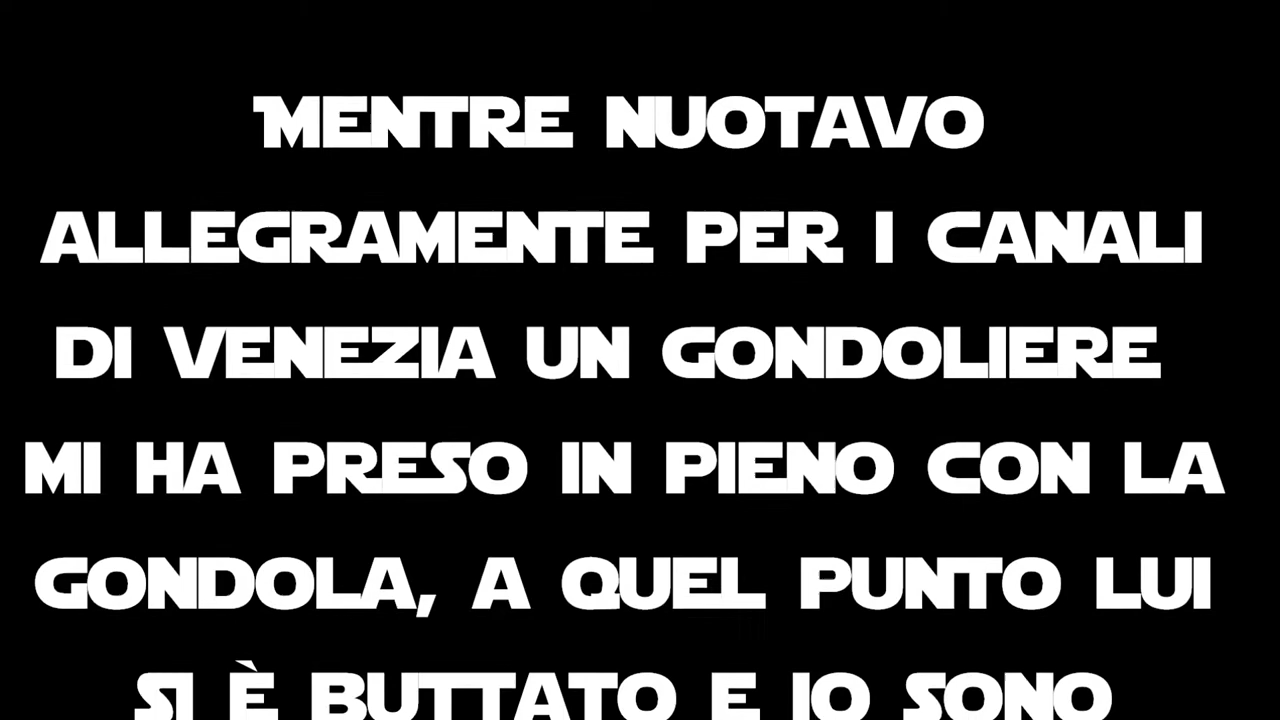 MENTRE NUOTAVO
ALLEGRAMENTE PER I CANALI
DI VENEZIA UN GONDOLIERE
MI HA PRESO IN PIENO CON LA
GONDOLA, A QUEL PUNTO LUI
SI È BUTTATO E IO SONO